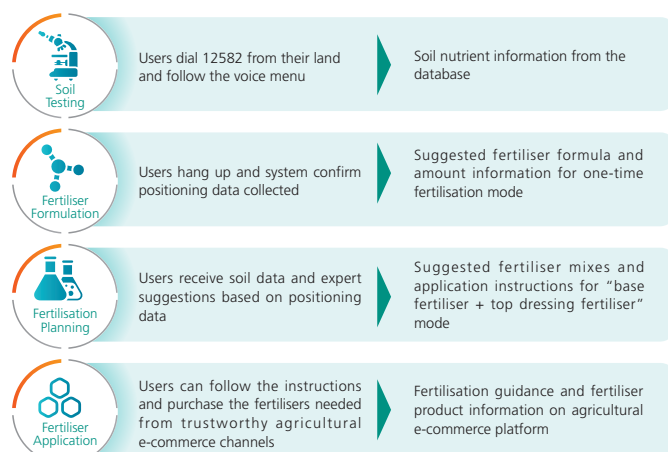 Soil
Testing
Users dial 12582 from their land
and follow the voice menu
Soil nutrient information from the
database
Fertiliser
Formulation
Users hang up and system confirm
positioning data collected
Suggested fertiliser formula and
amount information for one-time
fertilisation mode
Fertilisation
Planning
Users receive soil data and expert
suggestions based on positioning
data
Suggested fertiliser mixes and
application instructions for “base
fertiliser + top dressing fertiliser”
mode
Fertiliser
Application
Users can follow the instructions
and purchase the fertilisers needed
from trustworthy agricultural
e-commerce channels
Fertilisation guidance and fertiliser
product information on agricultural
e-commerce platform